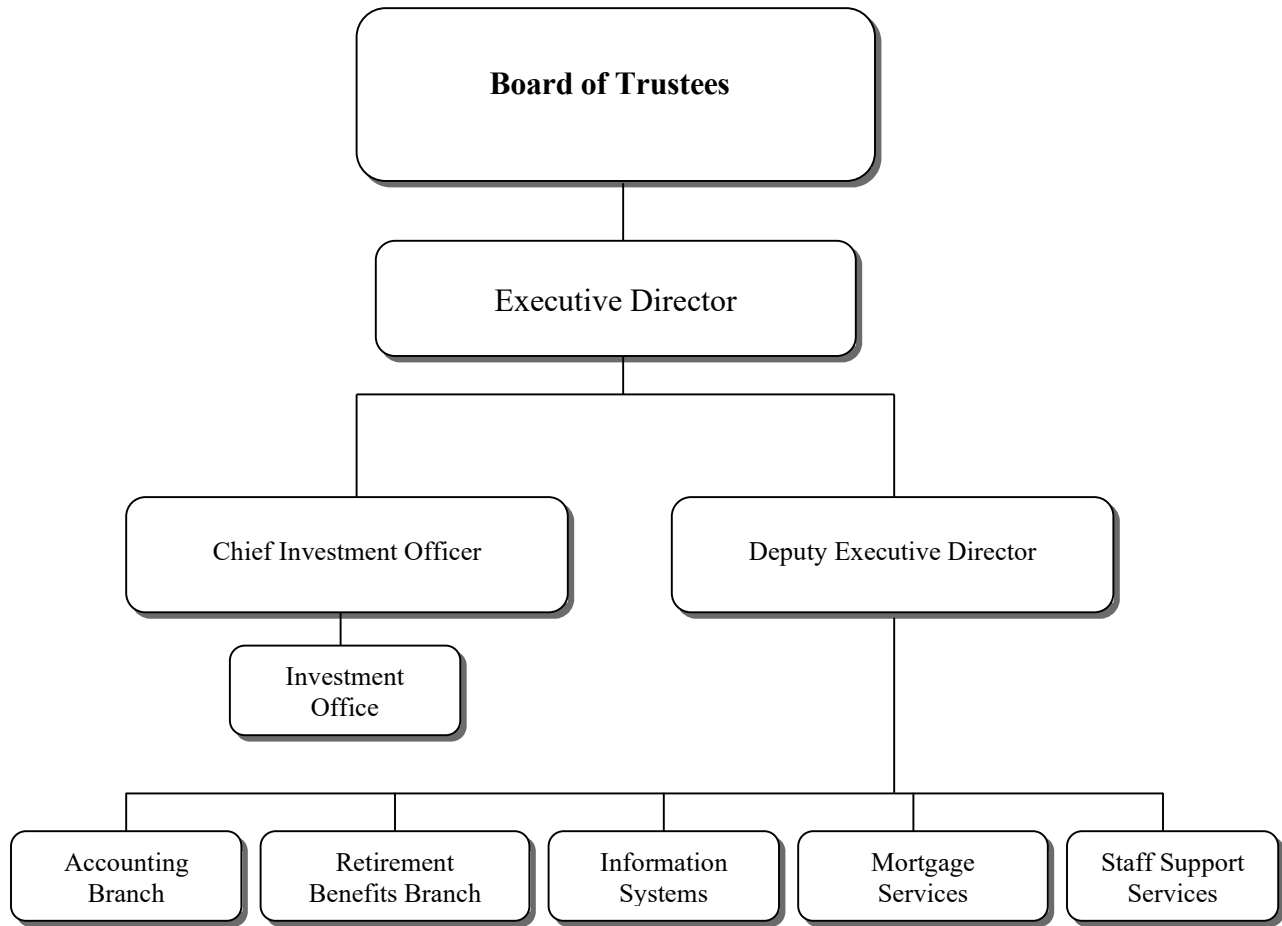 Board of Trustees
Executive Director
Chief Investment Officer
Deputy Executive Director
Investment
Office
Accounting
Branch
Retirement
Benefits Branch
Information
Systems
Mortgage
Services
Staff Support
Services